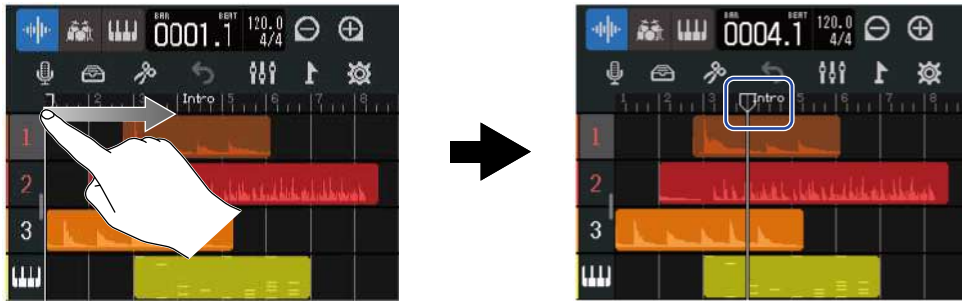 BAR BEAT
0001.1 120.0 4/4
2 3 Intro 5 6 7 8
1
2
3
BAR BEAT
0004.1 120.0 4/4
1 2 3 Intro 5 6 7 8
1
2
3